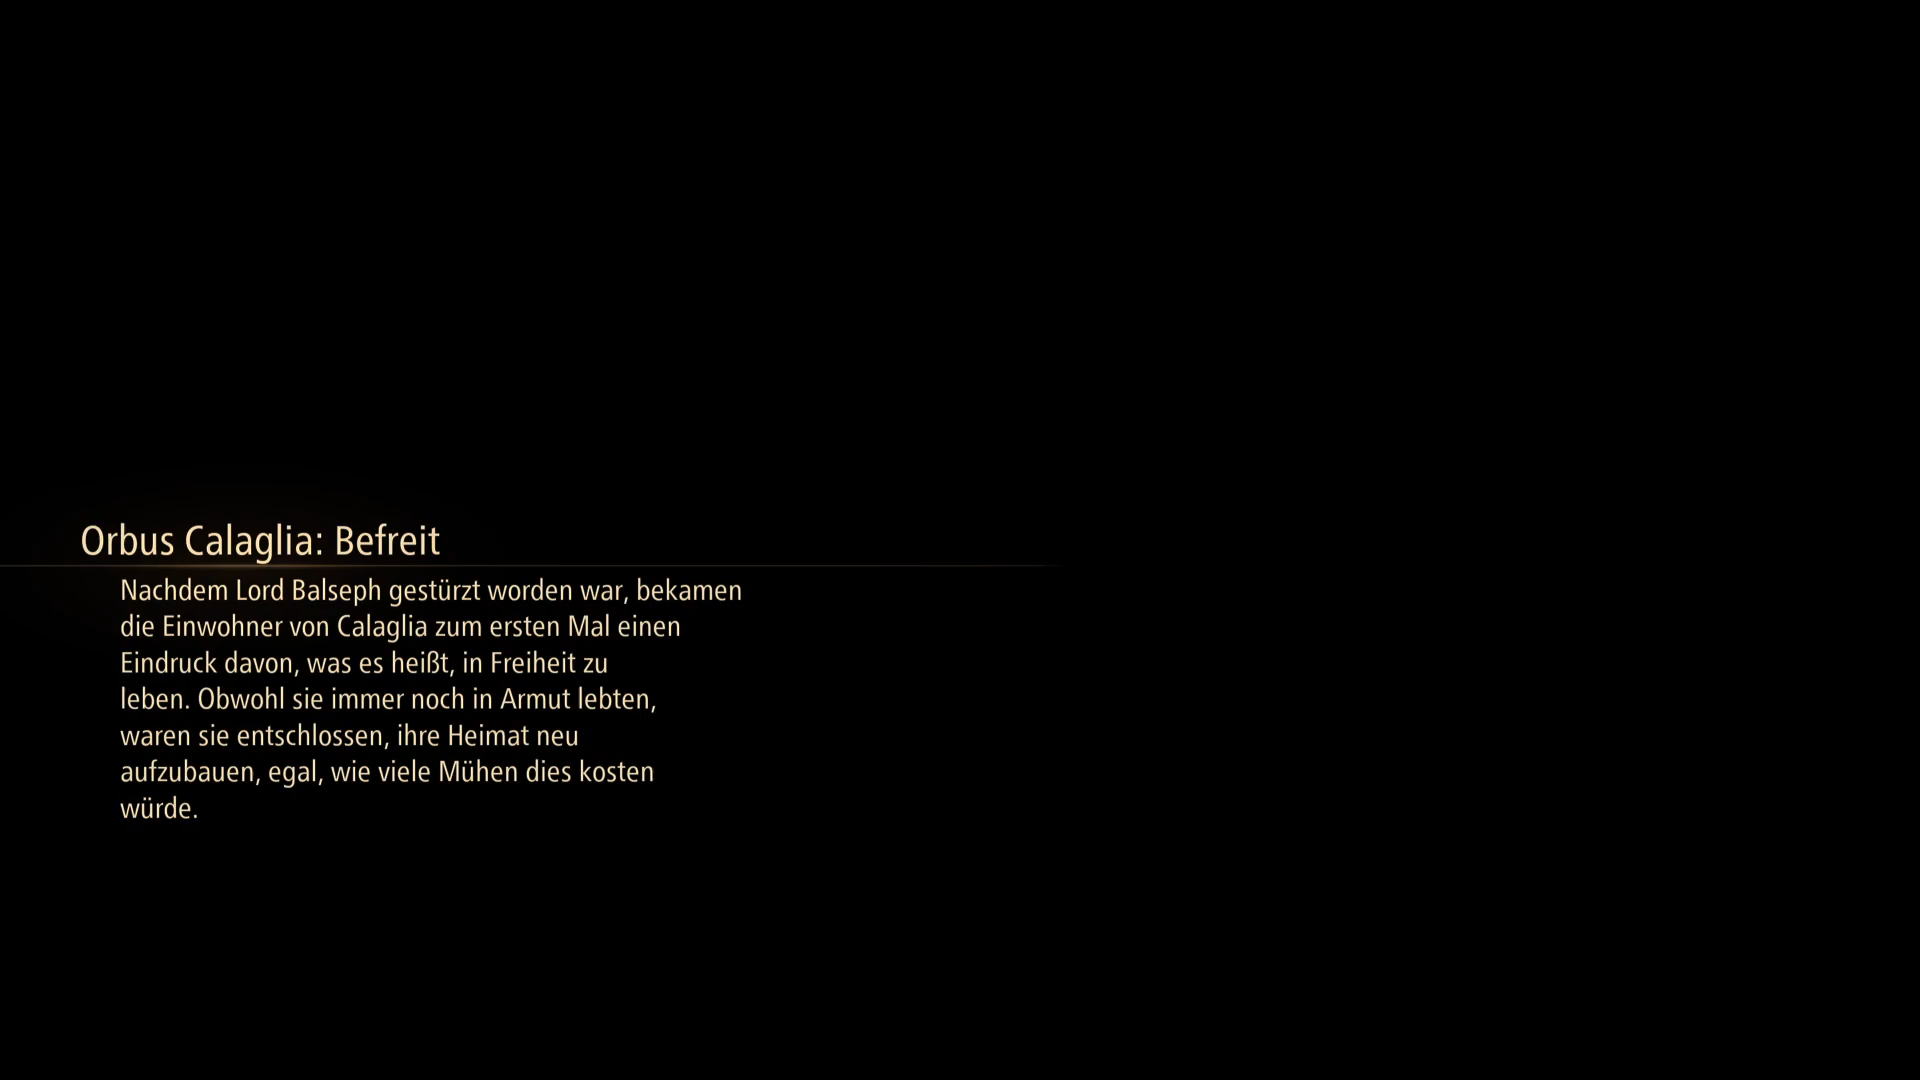 Orbus Calaglia: Befreit
Nachdem Lord Balseph gestürzt worden war, bekamen
die Einwohner von Calaglia zum ersten Mal einen
Eindruck davon, was es heißt, in Freiheit zu
leben. Obwohl sie immer noch in Armut lebten,
waren sie entschlossen, ihre Heimat neu
aufzubauen, egal, wie viele Mühen dies kosten
würde.